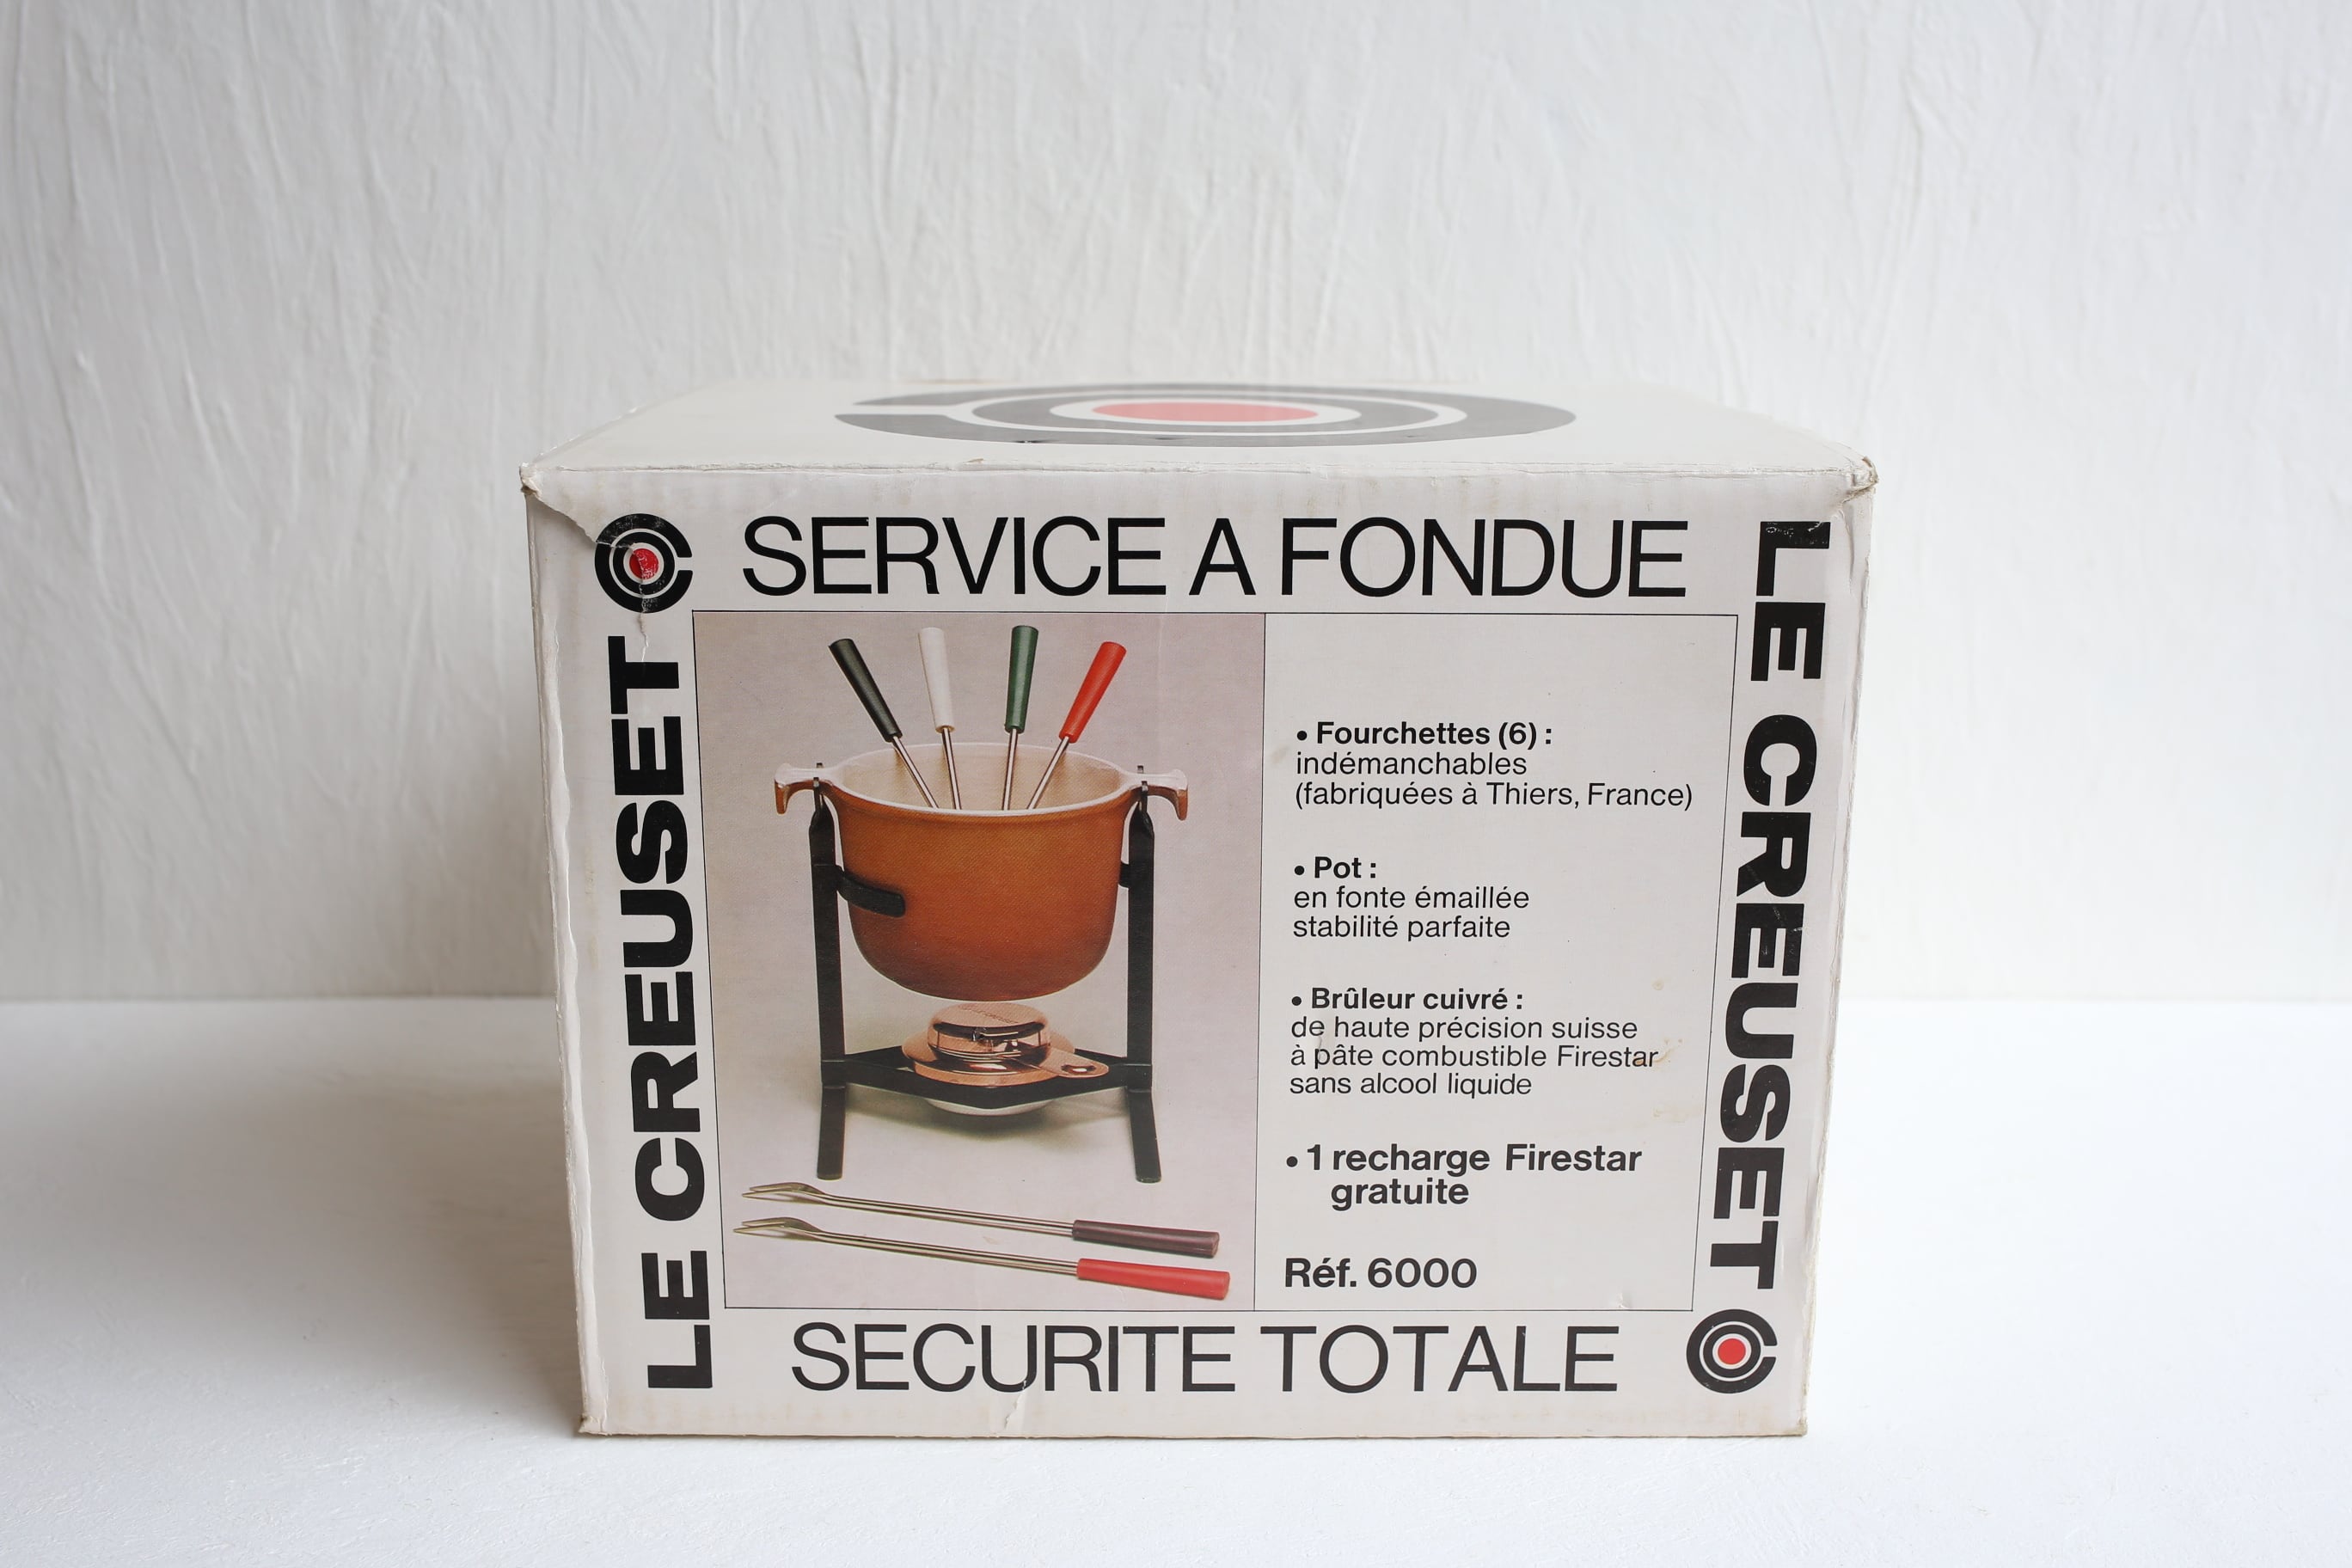 SERVICE A FONDUE
LE CREUSET
LE CREUSET
• Fourchettes (6) :
indémanchables
(fabriquées à Thiers, France)
• Pot :
en fonte émaillée
stabilité parfaite
• Brûleur cuivré :
de haute précision suisse
à pâte combustible Firestar
sans alcool liquide
• 1 recharge Firestar
gratuite
Réf. 6000
SECURITE TOTALE